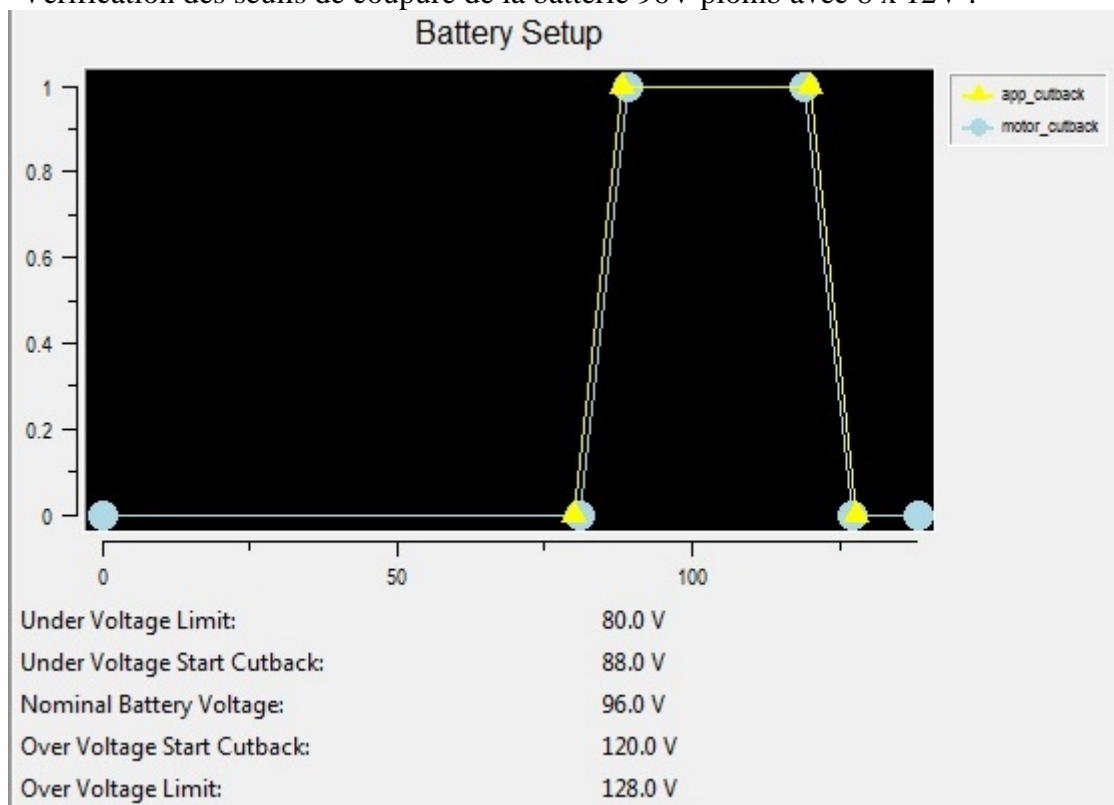 Vérification des seuils de coupure de la batterie 96V plomb avec 8 x 12V :
Battery Setup
1
0.8
0.6
0.4
0.2
0
0 50 100
app_cutback
motor_cutback
Under Voltage Limit: 80.0 V
Under Voltage Start Cutback: 88.0 V
Nominal Battery Voltage: 96.0 V
Over Voltage Start Cutback: 120.0 V
Over Voltage Limit: 128.0 V